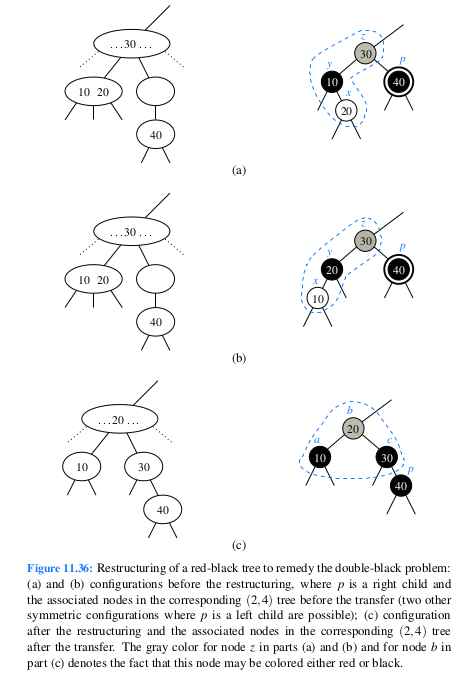 ...30 ...
10 20
40
z
30
y
p
10
40
x
20
(a)
...30 ...
10 20
40
z
30
y
p
20
40
x
10
(b)
...20 ...
10
30
40
b
20
a
c
10
30
p
40
(c)
Figure 11.36: Restructuring of a red-black tree to remedy the double-black problem:
(a) and (b) configurations before the restructuring, where p is a right child and
the associated nodes in the corresponding (2,4) tree before the transfer (two other
symmetric configurations where p is a left child are possible); (c) configuration
after the restructuring and the associated nodes in the corresponding (2,4) tree
after the transfer. The gray color for node z in parts (a) and (b) and for node b in
part (c) denotes the fact that this node may be colored either red or black.